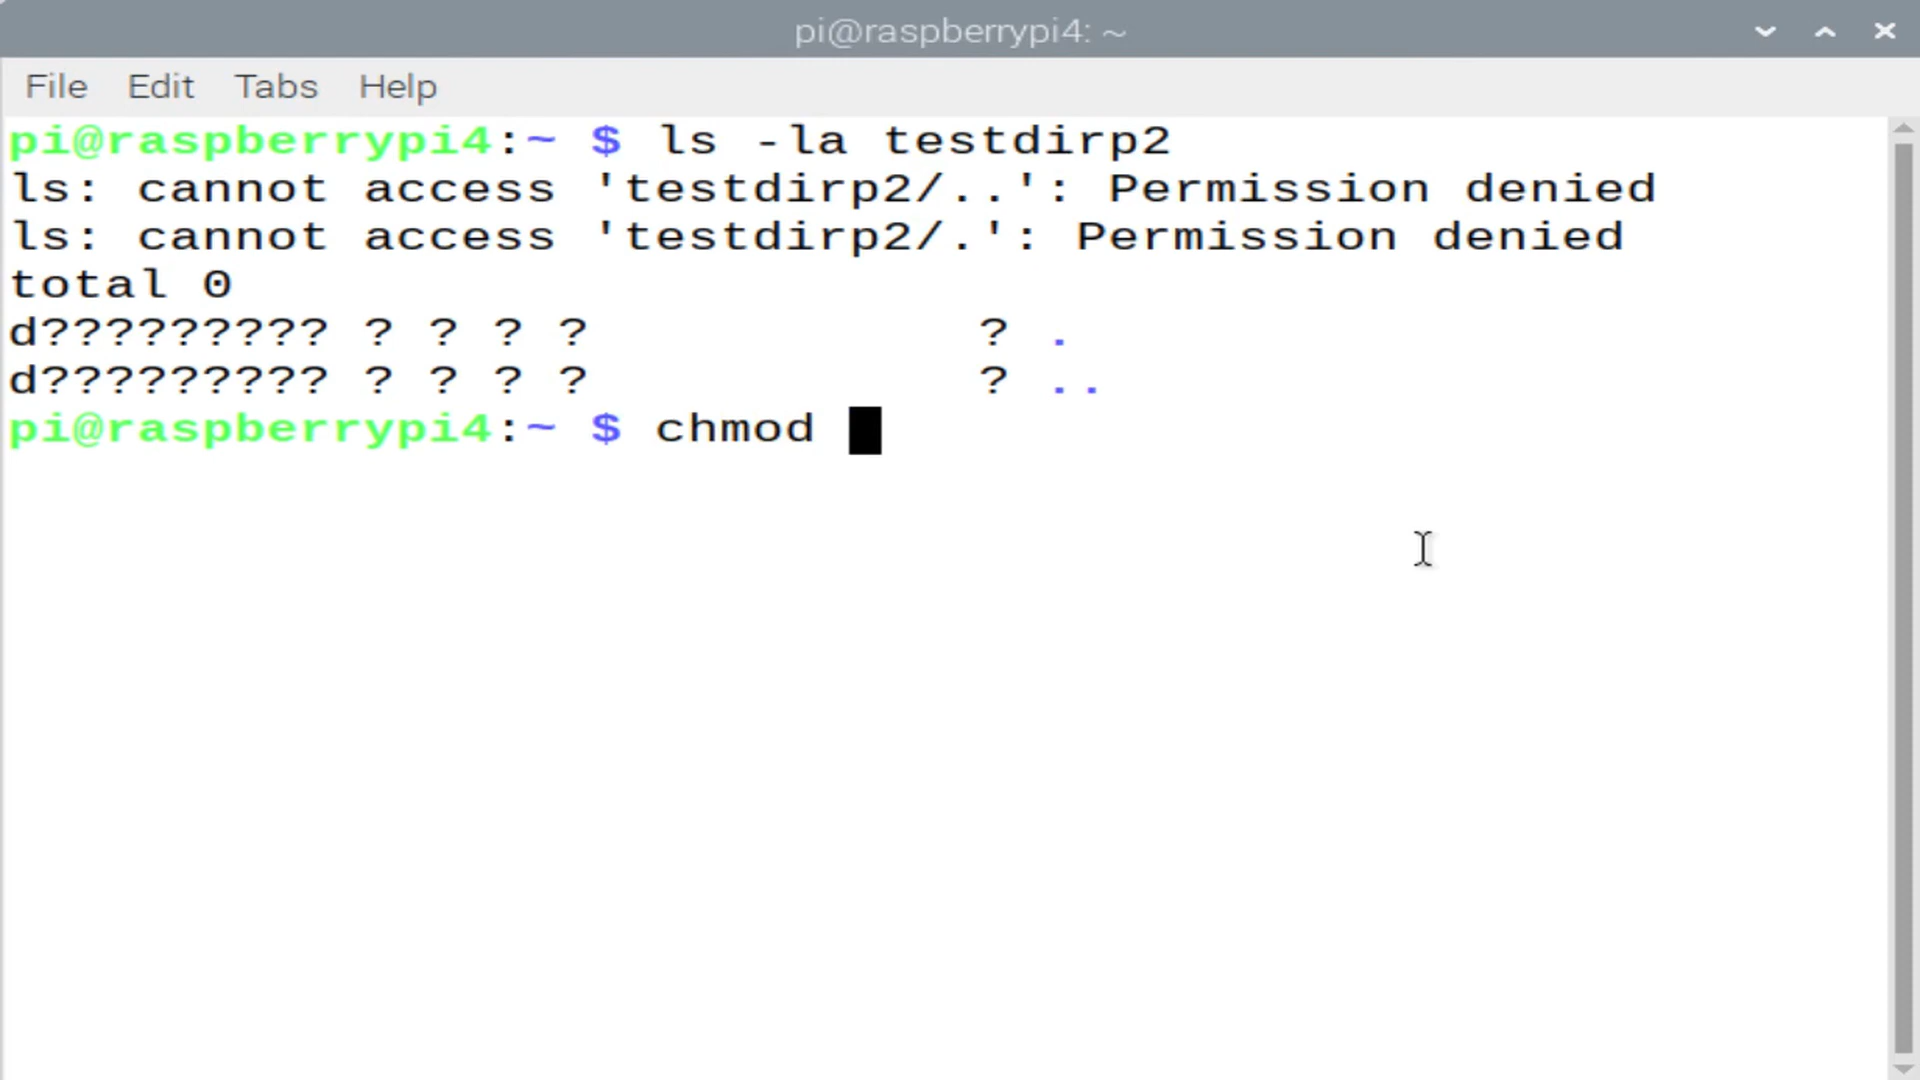 pi@raspberrypi4: ~
File Edit Tabs Help
pi@raspberrypi4:~ $ ls -la testdirp2
ls: cannot access 'testdirp2/..': Permission denied
ls: cannot access 'testdirp2/.': Permission denied
total 0
d????????? ? ? ? ?            ? .
d????????? ? ? ? ?            ? ..
pi@raspberrypi4:~ $ chmod